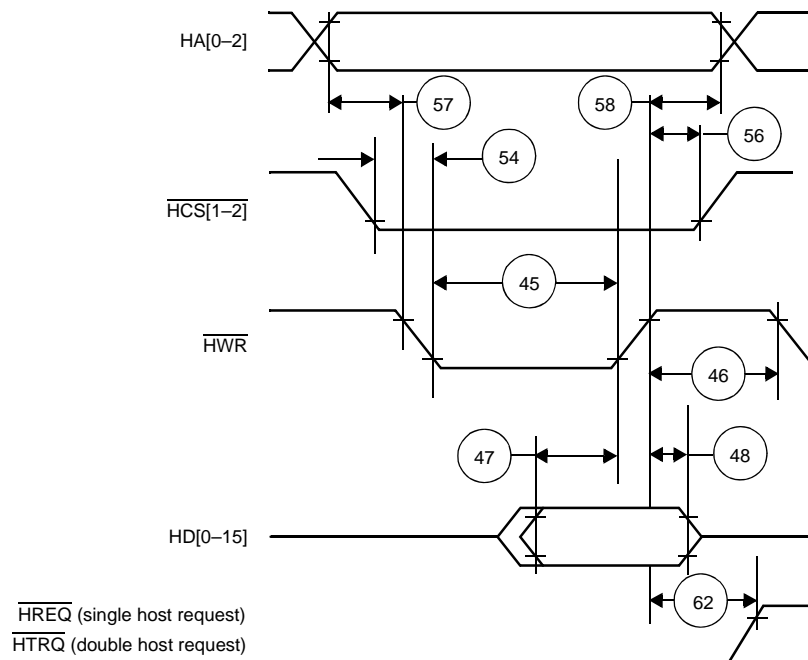 HA[0–2]
57
58
56
54
HCS[1–2]
45
HWR
46
47
48
HD[0–15]
62
HREQ (single host request)
HTRQ (double host request)